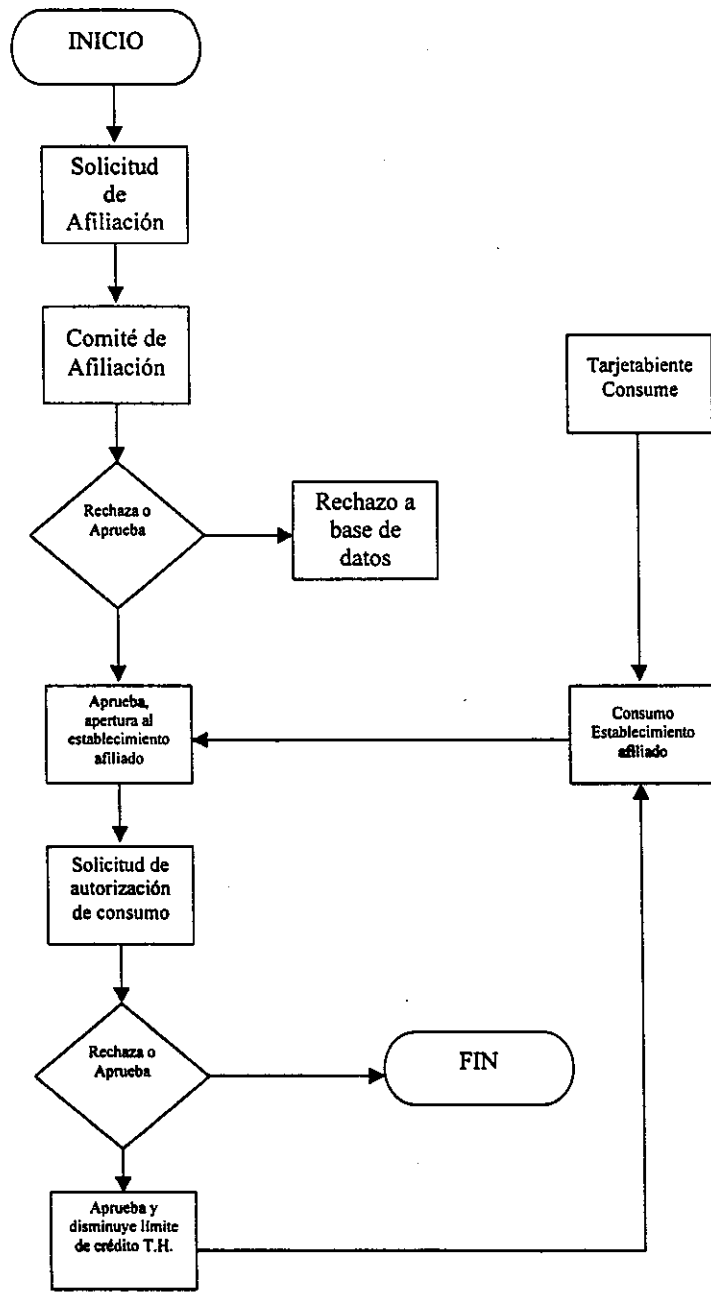 INICIO
Solicitud
de
Afiliación
Comité de
Afiliación
Tarjetabiente
Consume
Rechaza o
Aprueba
Rechazo a
base de
datos
Aprueba,
apertura al
establecimiento
afiliado
Consumo
Establecimiento
afiliado
Solicitud de
autorización
de consumo
Rechaza o
Aprueba
FIN
Aprueba y
disminuye límite
de crédito T.H.